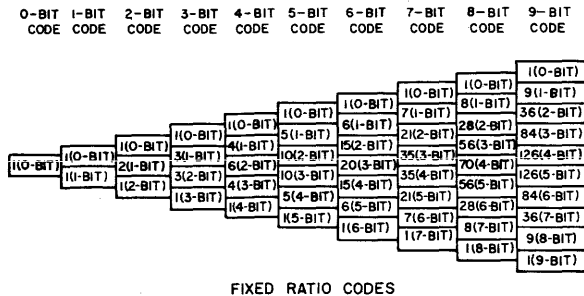 0-BIT 1-BIT 2-BIT 3-BIT 4-BIT 5-BIT 6-BIT 7-BIT 8-BIT 9-BIT
CODE CODE CODE CODE CODE CODE CODE CODE CODE CODE
1(0-BIT)
1(0-BIT)
1(1-BIT)
1(0-BIT)
2(1-BIT)
1(2-BIT)
1(0-BIT)
3(1-BIT)
3(2-BIT)
1(3-BIT)
1(0-BIT)
4(1-BIT)
6(2-BIT)
4(3-BIT)
1(4-BIT)
1(0-BIT)
5(1-BIT)
10(2-BIT)
10(3-BIT)
5(4-BIT)
1(5-BIT)
1(0-BIT)
6(1-BIT)
15(2-BIT)
20(3-BIT)
15(4-BIT)
6(5-BIT)
1(6-BIT)
1(0-BIT)
7(1-BIT)
21(2-BIT)
35(3-BIT)
35(4-BIT)
21(5-BIT)
7(6-BIT)
1(7-BIT)
1(0-BIT)
8(1-BIT)
28(2-BIT)
56(3-BIT)
70(4-BIT)
56(5-BIT)
28(6-BIT)
8(7-BIT)
1(8-BIT)
1(0-BIT)
9(1-BIT)
36(2-BIT)
84(3-BIT)
126(4-BIT)
126(5-BIT)
84(6-BIT)
36(7-BIT)
9(8-BIT)
1(9-BIT)
FIXED RATIO CODES